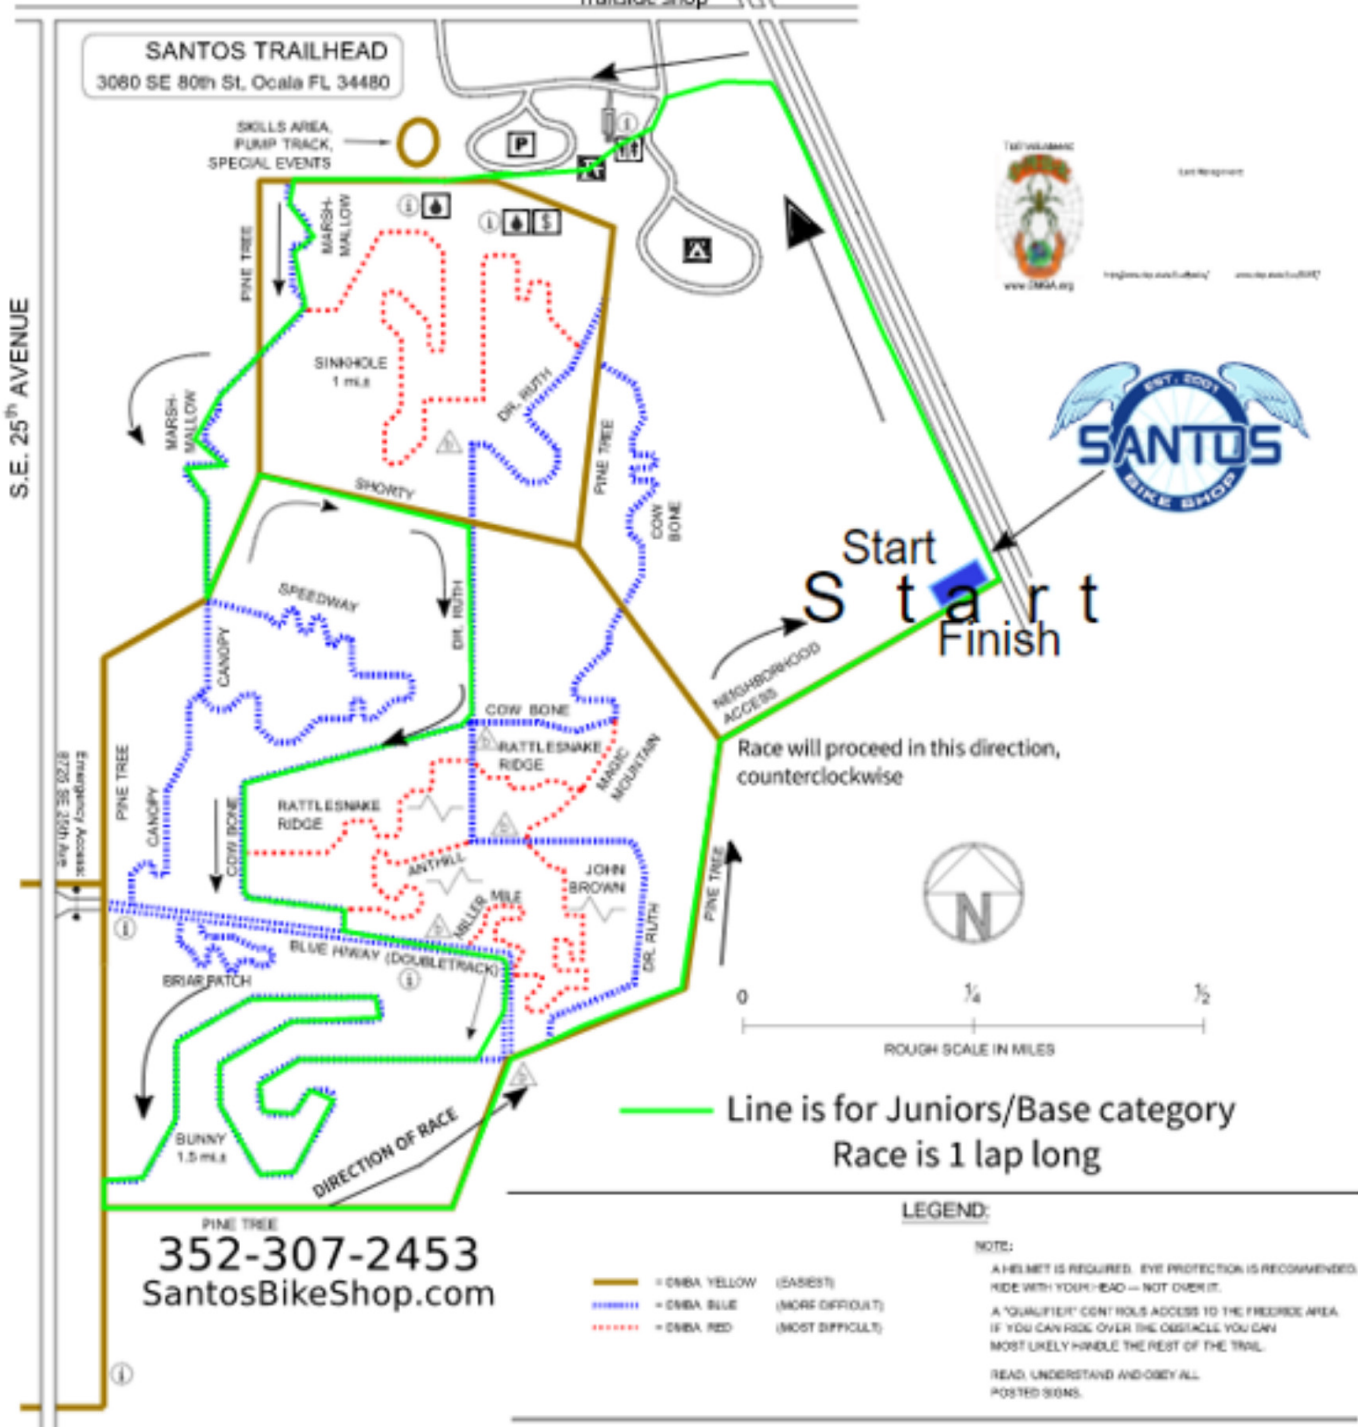 Trailside Shop
SANTOS TRAILHEAD
3080 SE 80th St, Ocala FL 34480
SKILLS AREA,
PUMP TRACK,
SPECIAL EVENTS
P
$
S.E. 25th AVENUE
PINE TREE
MARSH-
MALLOW
SINKHOLE
1 mi.±
DR. RUTH
MARSH-
MALLOW
PINE TREE
COW
BONE
SHORTY
SPEEDWAY
DR. RUTH
CANOPY
www.OMBA.org
EST. 2001
SANTOS
BIKE SHOP
Start
Start
Finish
NEIGHBORHOOD
ACCESS
Race will proceed in this direction,
counterclockwise
COW BONE
RATTLESNAKE
RIDGE
MAGIC
MOUNTAIN
RATTLESNAKE
RIDGE
Emergency Access:
PINE TREE
CANOPY
COW BONE
ANTHILL
MILLER MILE
JOHN
BROWN
DR. RUTH
PINE TREE
N
BLUE HIWAY (DOUBLETRACK)
BRIAR PATCH
0 ¼ ½
ROUGH SCALE IN MILES
BUNNY
1.5 mi.±
DIRECTION OF RACE
Line is for Juniors/Base category
Race is 1 lap long
PINE TREE
352-307-2453
SantosBikeShop.com
LEGEND:
= OMBA YELLOW (EASIEST)
= OMBA BLUE (MORE DIFFICULT)
= OMBA RED (MOST DIFFICULT)
NOTE:
A HELMET IS REQUIRED. EYE PROTECTION IS RECOMMENDED.
RIDE WITH YOUR HEAD — NOT OVER IT.
A "QUALIFIER" CONTROLS ACCESS TO THE FREERIDE AREA.
IF YOU CAN RIDE OVER THE OBSTACLE YOU CAN
MOST LIKELY HANDLE THE REST OF THE TRAIL.
READ, UNDERSTAND AND OBEY ALL
POSTED SIGNS.